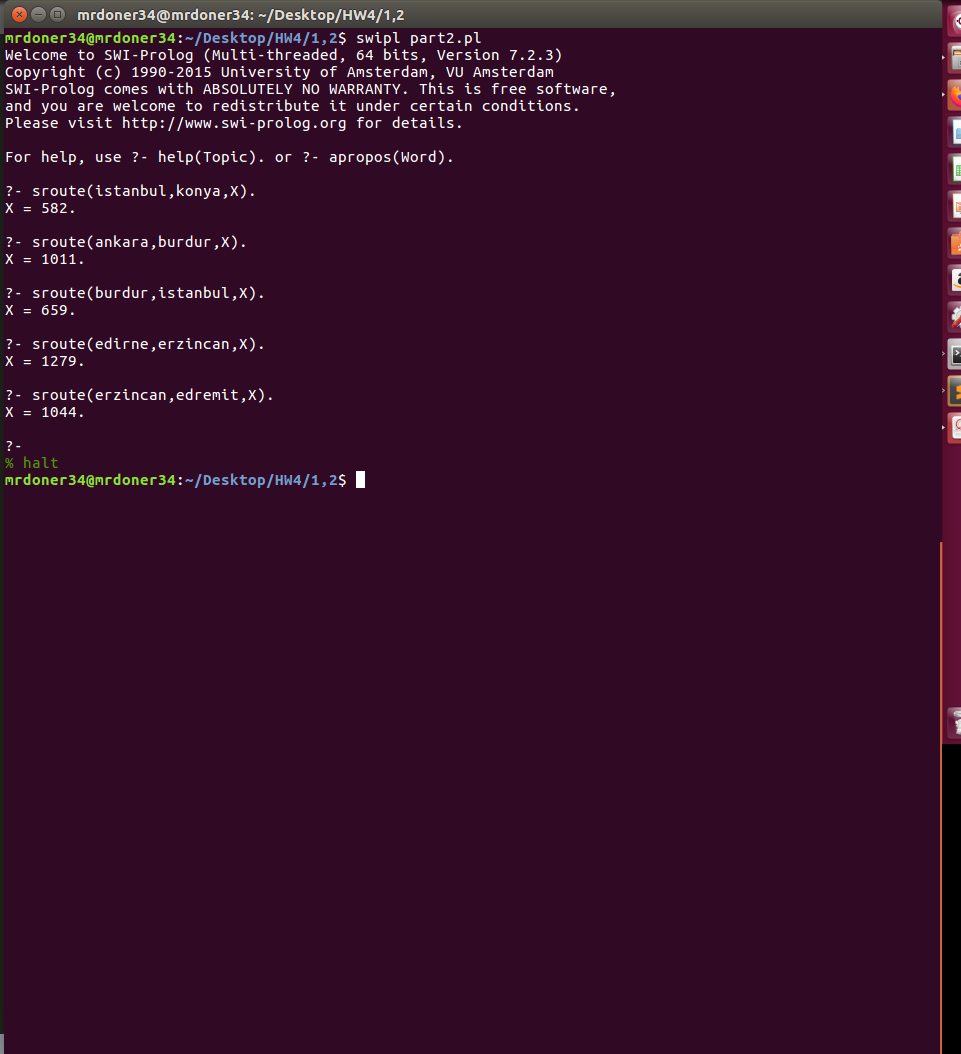 mrdoner34@mrdoner34: ~/Desktop/HW4/1,2
mrdoner34@mrdoner34:~/Desktop/HW4/1,2$ swipl part2.pl
Welcome to SWI-Prolog (Multi-threaded, 64 bits, Version 7.2.3)
Copyright (c) 1990-2015 University of Amsterdam, VU Amsterdam
SWI-Prolog comes with ABSOLUTELY NO WARRANTY. This is free software,
and you are welcome to redistribute it under certain conditions.
Please visit http://www.swi-prolog.org for details.
For help, use ?- help(Topic). or ?- apropos(Word).
?- sroute(istanbul,konya,X).
X = 582.
?- sroute(ankara,burdur,X).
X = 1011.
?- sroute(burdur,istanbul,X).
X = 659.
?- sroute(edirne,erzincan,X).
X = 1279.
?- sroute(erzincan,edremit,X).
X = 1044.
?-
% halt
mrdoner34@mrdoner34:~/Desktop/HW4/1,2$